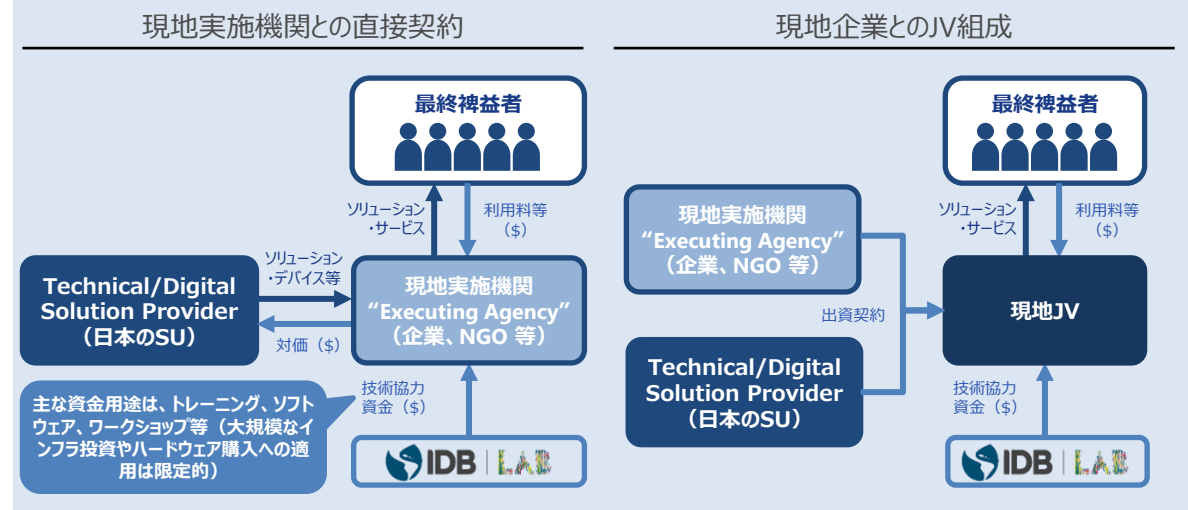 現地実施機関との直接契約
最終裨益者
ソリューション
・サービス
利用料等
($)
Technical/Digital
Solution Provider
(日本のSU)
ソリューション
・デバイス等
対価($)
現地実施機関
“Executing Agency”
(企業、NGO 等)
主な資金用途は、トレーニング、ソフト
ウェア、ワークショップ等(大規模なイ
ンフラ投資やハードウェア購入への適
用は限定的)
技術協力
資金($)
IDB | LAB
現地企業とのJV組成
最終裨益者
ソリューション
・サービス
利用料等
($)
現地実施機関
“Executing Agency”
(企業、NGO 等)
出資契約
現地JV
Technical/Digital
Solution Provider
(日本のSU)
技術協力
資金($)
IDB | LAB